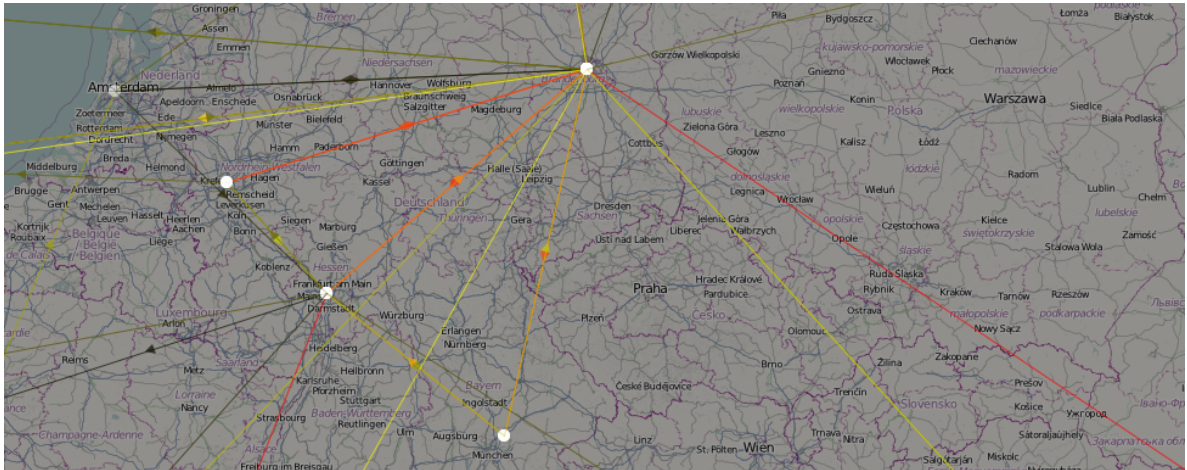 Groningen
Bremen
Piła
Bydgoszcz
podlaskie
Łomża
Białystok
Assen
Emmen
Niedersachsen
Gorzów Wielkopolski
kujawsko-pomorskie
Ciechanów
Włocławek
Gniezno
Płock
mazowieckie
Nederland
Amsterdam
Almelo
Hannover
Wolfsburg
Poznań
Apeldoorn
Enschede
Osnabrück
Braunschweig
Salzgitter
Magdeburg
lubuskie
wielkopolskie
Konin
Polska
Warszawa
Siedlce
Zoetermeer
Ede
Bielefeld
Biała Podlaska
Rotterdam
Münster
Zielona Góra
Leszno
Dordrecht
Nijmegen
Hamm
Paderborn
Cottbus
Głogów
Kalisz
Łódź
Breda
Helmond
Nordrhein-Westfalen
Göttingen
Halle (Saale)
Leipzig
łódzkie
Middelburg
Hagen
Kassel
dolnośląskie
Radom
Brugge
Antwerpen
Remscheid
Legnica
Wieluń
Lublin
Chełm
Gent
Mechelen
Hasselt
Leverkusen
Deutschland
Dresden
Wrocław
Leuven
Heerlen
Köln
Siegen
Thüringen
Gera
Sachsen
Jelenia Góra
opolskie
Częstochowa
Kielce
lubelskie
Kortrijk
Aachen
Bonn
Marburg
Liberec
Wałbrzych
świętokrzyskie
Zamość
Roubaix
België
Belgique
Belgien
Liège
Gießen
Ústí nad Labem
Opole
śląskie
Stalowa Wola
Koblenz
Hessen
Praha
Hradec Králové
Pardubice
Ruda Śląska
Rybnik
Kraków
Tarnów
Rzeszów
Frankfurt am Main
Darmstadt
Luxembourg
Arlon
Würzburg
Plzeň
Česko
Ostrava
małopolskie
podkarpackie
Erlangen
Nürnberg
Olomouc
Nowy Sącz
Reims
Metz
Saarland
Heidelberg
Brno
Žilina
Zakopane
Lorraine
Karlsruhe
Heilbronn
Bayern
České Budějovice
Trenčín
Prešov
Nancy
Pforzheim
Stuttgart
Ingolstadt
Slovensko
Košice
Ужгород
Івано-Фр
Strasbourg
Baden-Württemberg
Reutlingen
Champagne-Ardenne
Ulm
Augsburg
Linz
St. Pölten
Wien
Trnava
Nitra
Sátoraljaújhely
Alsace
München
Salgótarján
Miskolc
Freiburg im Breisgau